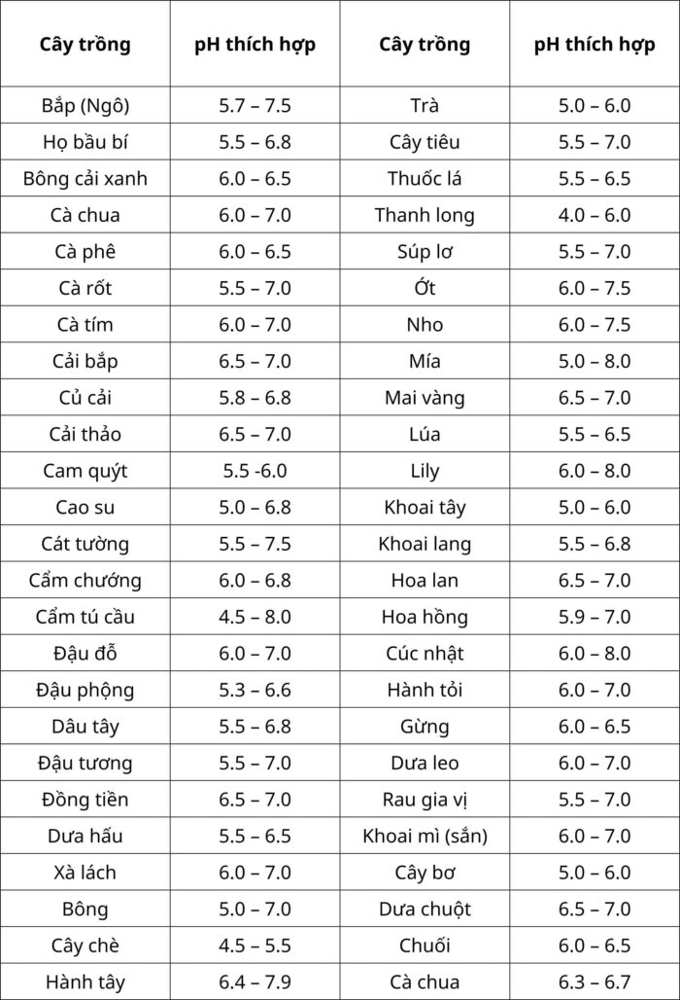 Cây trồng pH thích hợp Cây trồng pH thích hợp
Bắp (Ngô) 5.7 – 7.5 Trà 5.0 – 6.0
Họ bầu bí 5.5 – 6.8 Cây tiêu 5.5 – 7.0
Bông cải xanh 6.0 – 6.5 Thuốc lá 5.5 – 6.5
Cà chua 6.0 – 7.0 Thanh long 4.0 – 6.0
Cà phê 6.0 – 6.5 Súp lơ 5.5 – 7.0
Cà rốt 5.5 – 7.0 Ớt 6.0 – 7.5
Cà tím 6.0 – 7.0 Nho 6.0 – 7.5
Cải bắp 6.5 – 7.0 Mía 5.0 – 8.0
Củ cải 5.8 – 6.8 Mai vàng 6.5 – 7.0
Cải thảo 6.5 – 7.0 Lúa 5.5 – 6.5
Cam quýt 5.5 -6.0 Lily 6.0 – 8.0
Cao su 5.0 – 6.8 Khoai tây 5.0 – 6.0
Cát tường 5.5 – 7.5 Khoai lang 5.5 – 6.8
Cẩm chướng 6.0 – 6.8 Hoa lan 6.5 – 7.0
Cẩm tú cầu 4.5 – 8.0 Hoa hồng 5.9 – 7.0
Đậu đỗ 6.0 – 7.0 Cúc nhật 6.0 – 8.0
Đậu phộng 5.3 – 6.6 Hành tỏi 6.0 – 7.0
Dâu tây 5.5 – 6.8 Gừng 6.0 – 6.5
Đậu tương 5.5 – 7.0 Dưa leo 6.0 – 7.0
Đồng tiền 6.5 – 7.0 Rau gia vị 5.5 – 7.0
Dưa hấu 5.5 – 6.5 Khoai mì (sắn) 6.0 – 7.0
Xà lách 6.0 – 7.0 Cây bơ 5.0 – 6.0
Bông 5.0 – 7.0 Dưa chuột 6.5 – 7.0
Cây chè 4.5 – 5.5 Chuối 6.0 – 6.5
Hành tây 6.4 – 7.9 Cà chua 6.3 – 6.7